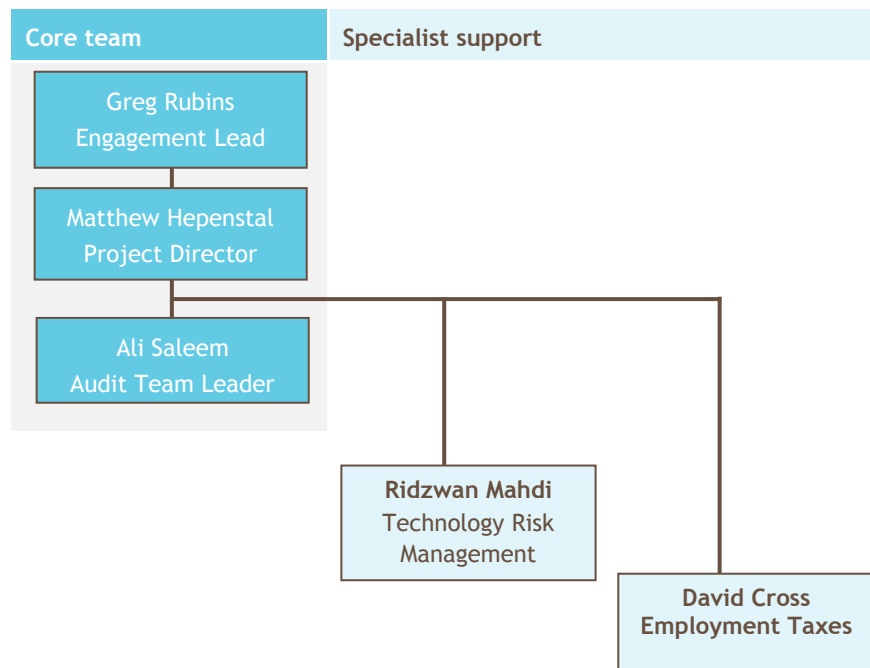 Core team
Specialist support
Greg Rubins
Engagement Lead
Matthew Hepenstal
Project Director
Ali Saleem
Audit Team Leader
Ridzwan Mahdi
Technology Risk
Management
David Cross
Employment Taxes